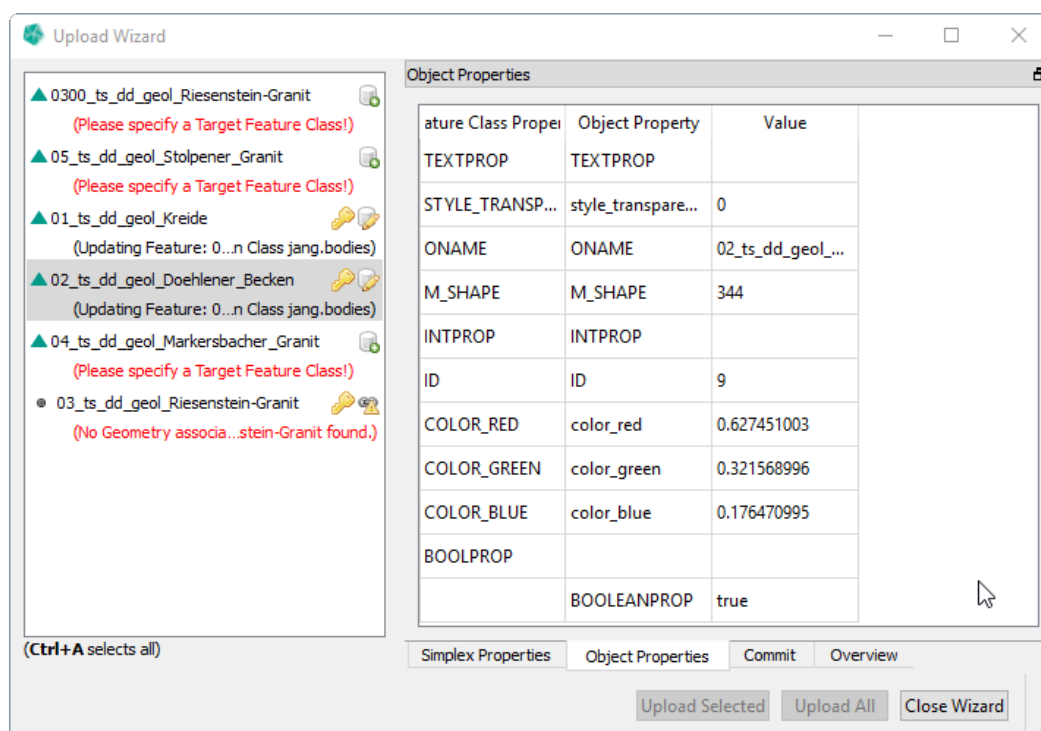 Upload Wizard
0300_ts_dd_geol_Riesenstein-Granit
(Please specify a Target Feature Class!)
05_ts_dd_geol_Stolpener_Granit
(Please specify a Target Feature Class!)
01_ts_dd_geol_Kreide
(Updating Feature: 0...n Class jang.bodies)
02_ts_dd_geol_Doehlener_Becken
(Updating Feature: 0...n Class jang.bodies)
04_ts_dd_geol_Markersbacher_Granit
(Please specify a Target Feature Class!)
03_ts_dd_geol_Riesenstein-Granit
(No Geometry associa...stein-Granit found.)
(Ctrl+A selects all)
Object Properties
ature Class Proper Object Property Value
TEXTPROP TEXTPROP
STYLE_TRANSP... style_transpare... 0
ONAME ONAME 02_ts_dd_geol_...
M_SHAPE M_SHAPE 344
INTPROP INTPROP
ID ID 9
COLOR_RED color_red 0.627451003
COLOR_GREEN color_green 0.321568996
COLOR_BLUE color_blue 0.176470995
BOOLPROP
BOOLEANPROP true
Simplex Properties Object Properties Commit Overview
Upload Selected Upload All Close Wizard